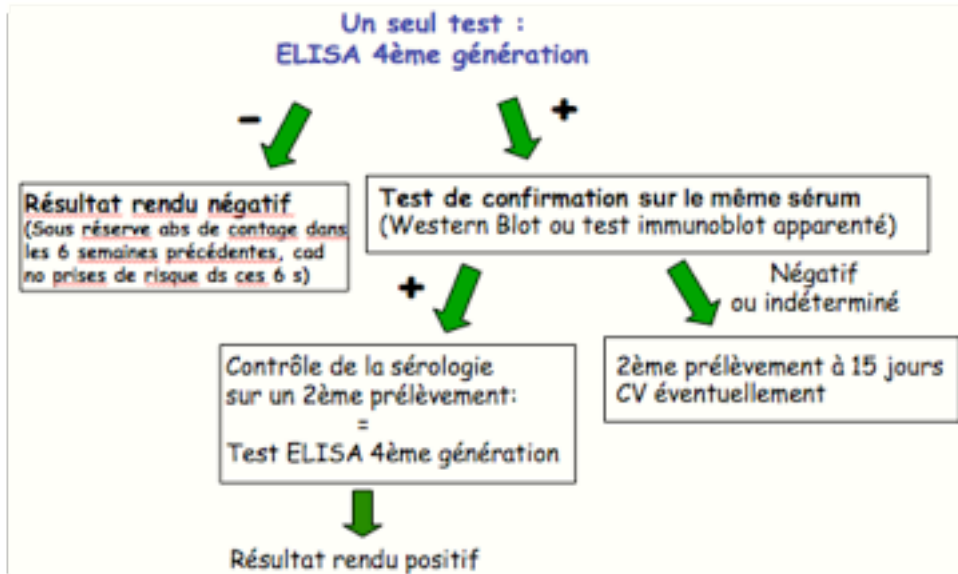 Un seul test :
ELISA 4ème génération
-
+
Résultat rendu négatif
(Sous réserve abs de contage dans
les 6 semaines précédentes, cad
no prises de risque ds ces 6 s)
Test de confirmation sur le même sérum
(Western Blot ou test immunoblot apparenté)
+
Négatif
ou indéterminé
Contrôle de la sérologie
sur un 2ème prélèvement:
=
Test ELISA 4ème génération
2ème prélèvement à 15 jours
CV éventuellement
Résultat rendu positif